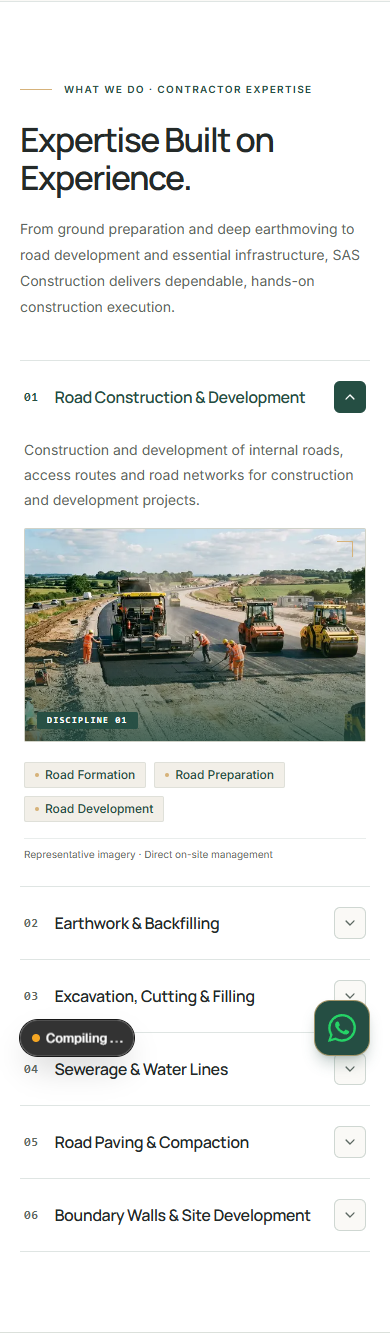 WHAT WE DO · CONTRACTOR EXPERTISE
Expertise Built on
Experience.
From ground preparation and deep earthmoving to
road development and essential infrastructure, SAS
Construction delivers dependable, hands-on
construction execution.
01 Road Construction & Development
Construction and development of internal roads,
access routes and road networks for construction
and development projects.
DISCIPLINE 01
Road Formation
Road Preparation
Road Development
Representative imagery · Direct on-site management
02 Earthwork & Backfilling
03 Excavation, Cutting & Filling
Compiling ...
04 Sewerage & Water Lines
05 Road Paving & Compaction
06 Boundary Walls & Site Development